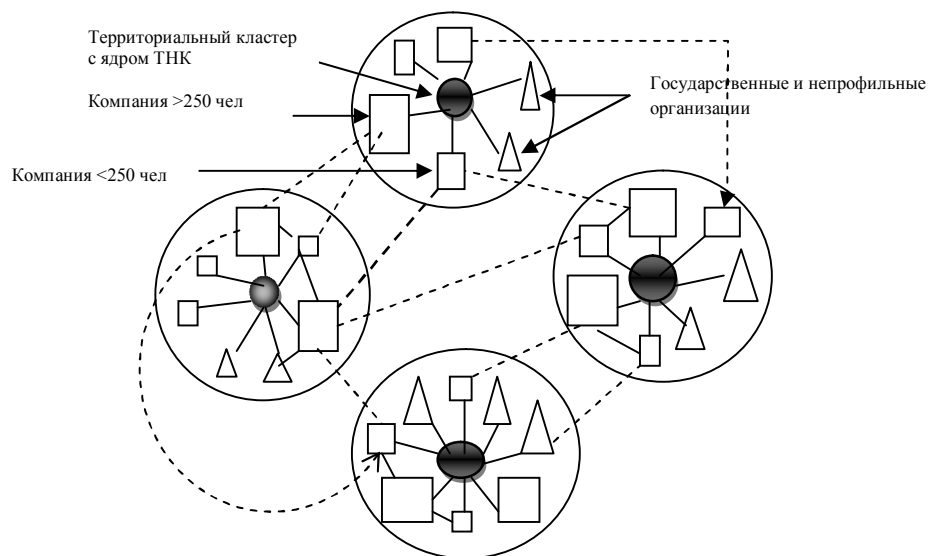 Территориальный кластер
с ядром ТНК
Компания >250 чел
Государственные и непрофильные
организации
Компания <250 чел